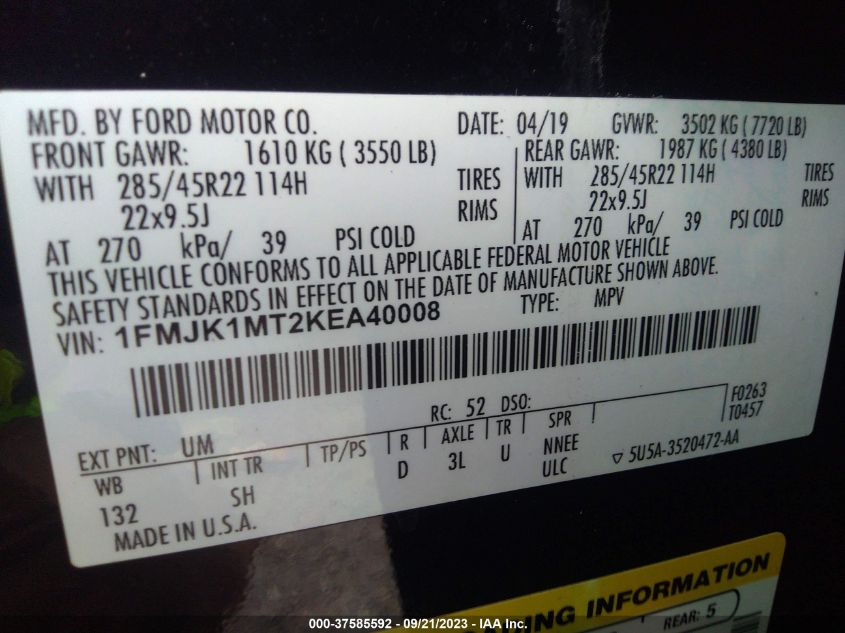 MFD. BY FORD MOTOR CO. DATE: 04/19 GVWR: 3502 KG ( 7720 LB)
FRONT GAWR: 1610 KG ( 3550 LB) REAR GAWR: 1987 KG ( 4380 LB)
WITH 285/45R22 114H TIRES WITH 285/45R22 114H TIRES
22x9.5J RIMS 22x9.5J RIMS
AT 270 kPa/ 39 PSI COLD AT 270 kPa/ 39 PSI COLD
THIS VEHICLE CONFORMS TO ALL APPLICABLE FEDERAL MOTOR VEHICLE
SAFETY STANDARDS IN EFFECT ON THE DATE OF MANUFACTURE SHOWN ABOVE.
VIN: 1FMJK1MT2KEA40008 TYPE: MPV
RC: 52 DSO: F0263
T0457
EXT PNT: UM
WB INT TR TP/PS R AXLE TR SPR
132 SH D 3L U NNEE
ULC
▽ 5U5A-3520472-AA
MADE IN U.S.A.
INFORMATION
REAR: 5
000-37585592 - 09/21/2023 - IAA Inc.